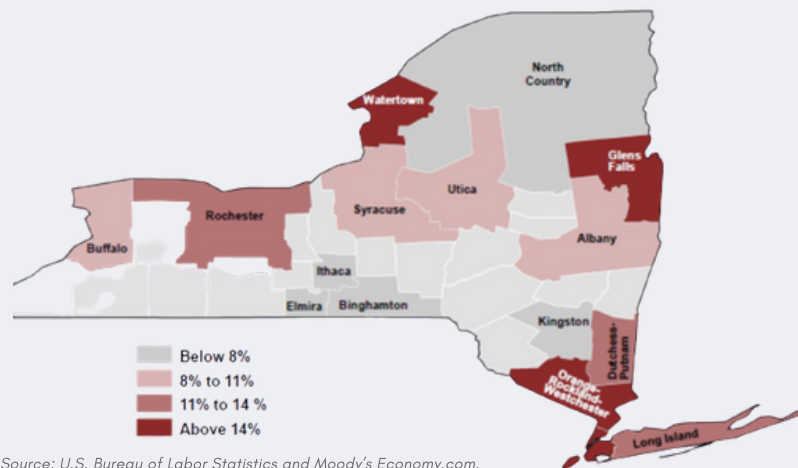 North
Country
Watertown
Glens
Falls
Utica
Syracuse
Rochester
Albany
Buffalo
Ithaca
Elmira
Binghamton
Kingston
Dutchess-
Putnam
Orange-
Rockland-
Westchester
Long Island
Below 8%
8% to 11%
11% to 14 %
Above 14%
Source: U.S. Bureau of Labor Statistics and Moody's Economy.com.